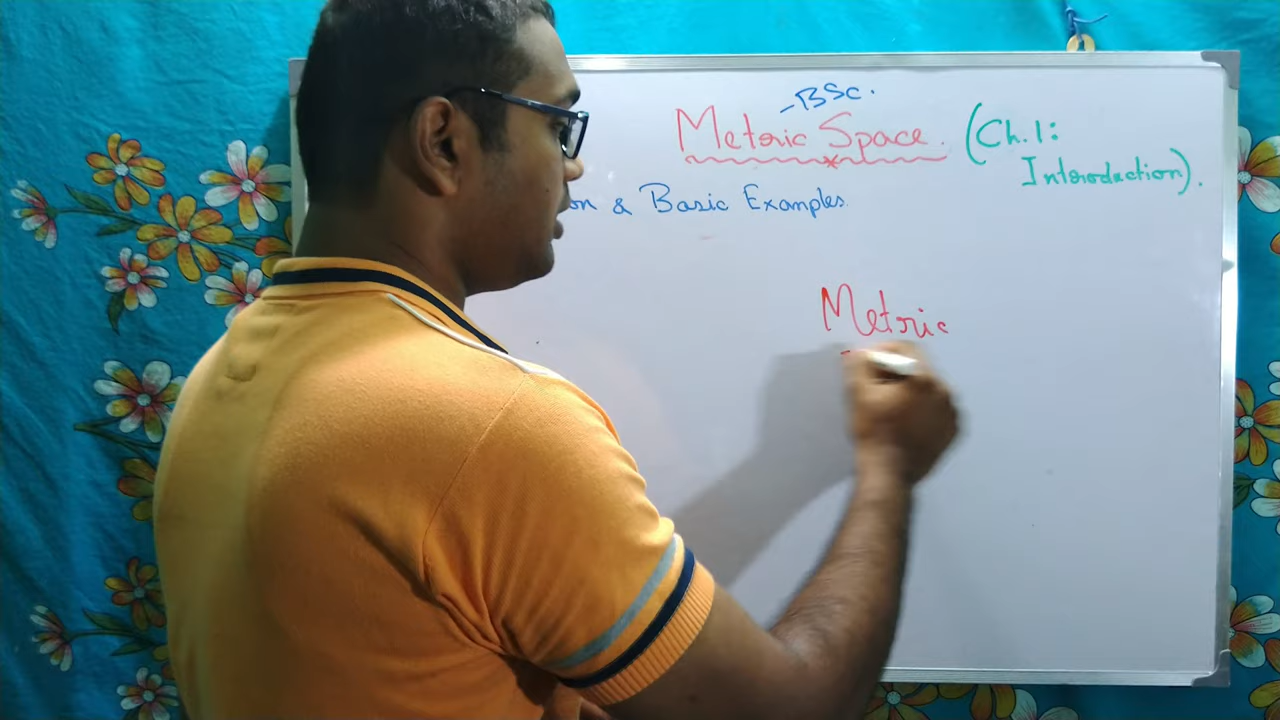 -BSc.
Metric Space. (Ch.1:
Introduction).
on & Basic Examples.
Metric